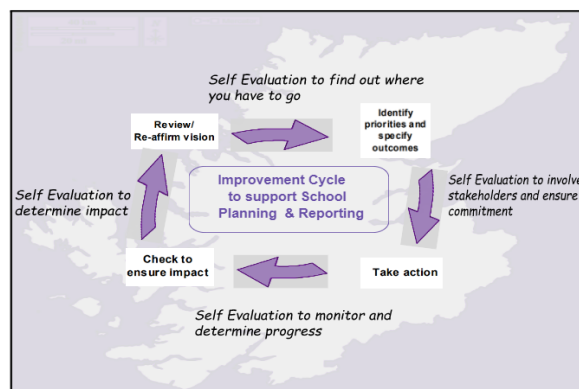 Self Evaluation to find out where
you have to go
Review/
Re-affirm vision
Identify
priorities and
specify
outcomes
Self Evaluation to
determine impact
Improvement Cycle
to support School
Planning & Reporting
Self Evaluation to involve
stakeholders and ensure
commitment
Check to
ensure impact
Take action
Self Evaluation to monitor and
determine progress